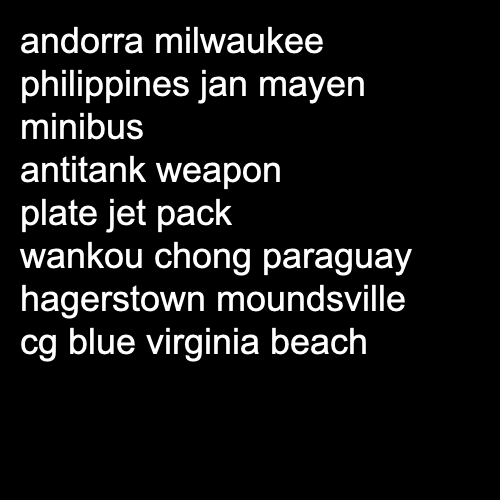 andorra milwaukee
philippines jan mayen
minibus
antitank weapon
plate jet pack
wankou chong paraguay
hagerstown moundsville
cg blue virginia beach